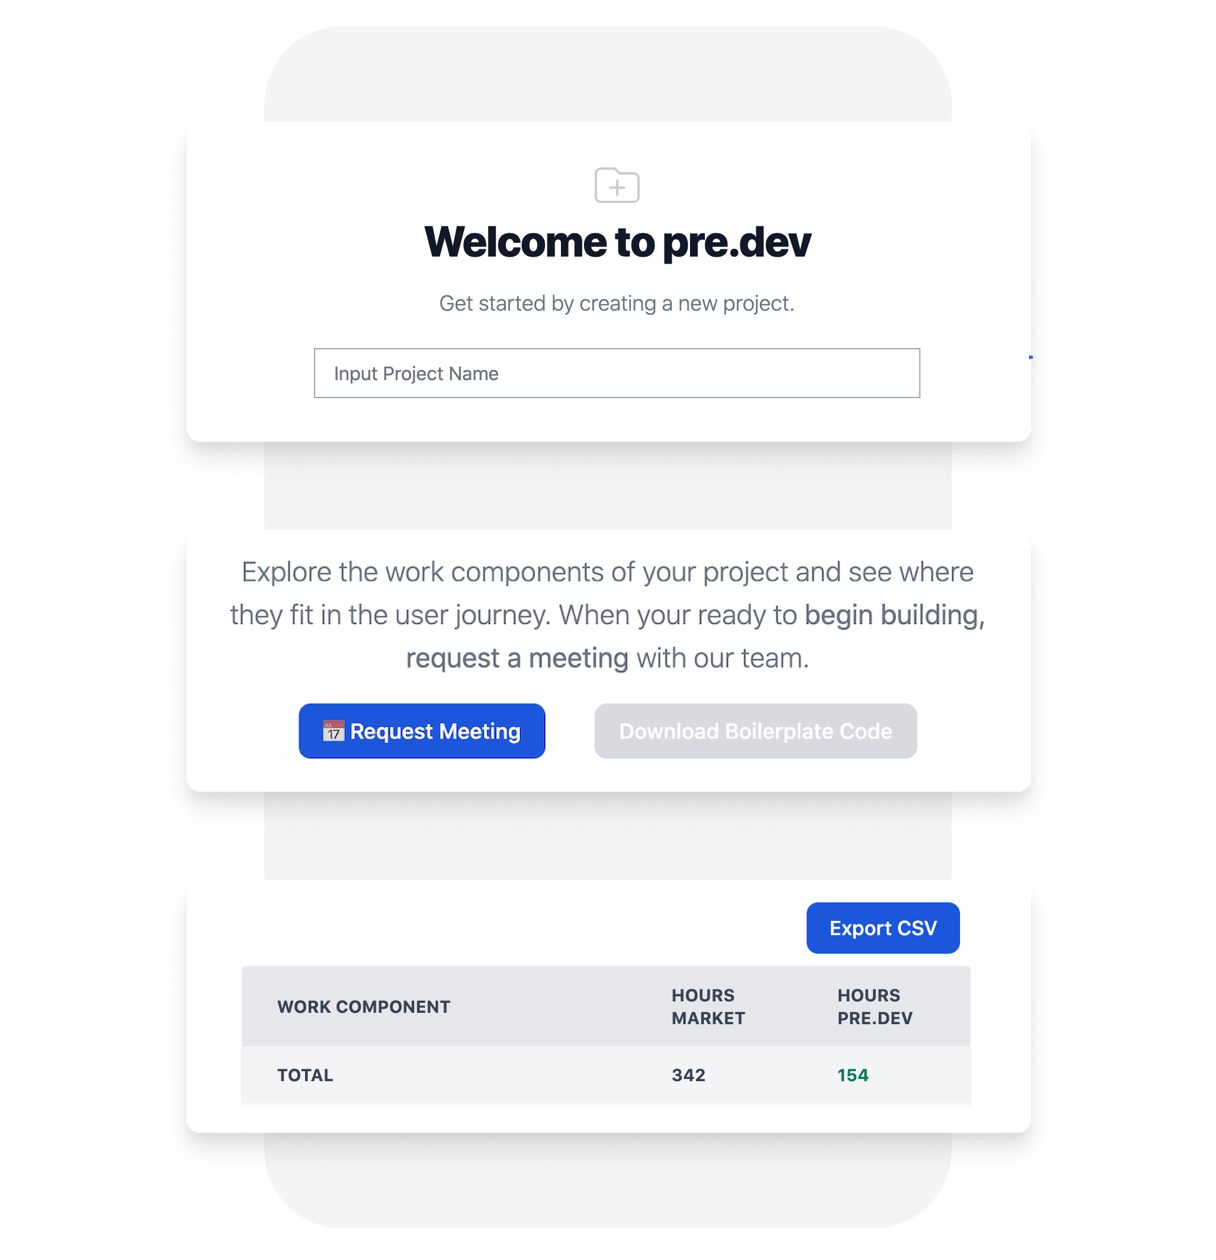 Welcome to pre.dev
Get started by creating a new project.
Input Project Name
Explore the work components of your project and see where
they fit in the user journey. When your ready to begin building,
request a meeting with our team.
17 Request Meeting
Download Boilerplate Code
Export CSV
WORK COMPONENT
HOURS
MARKET
HOURS
PRE.DEV
TOTAL
342
154